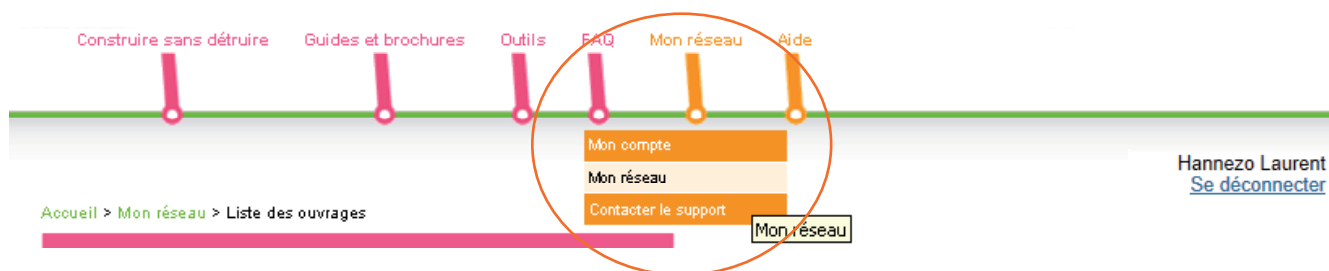 Construire sans détruire Guides et brochures Outils FAQ Mon réseau Aide
Mon compte
Mon réseau
Contacter le support
Mon réseau
Hannezo Laurent
Se déconnecter
Accueil > Mon réseau > Liste des ouvrages